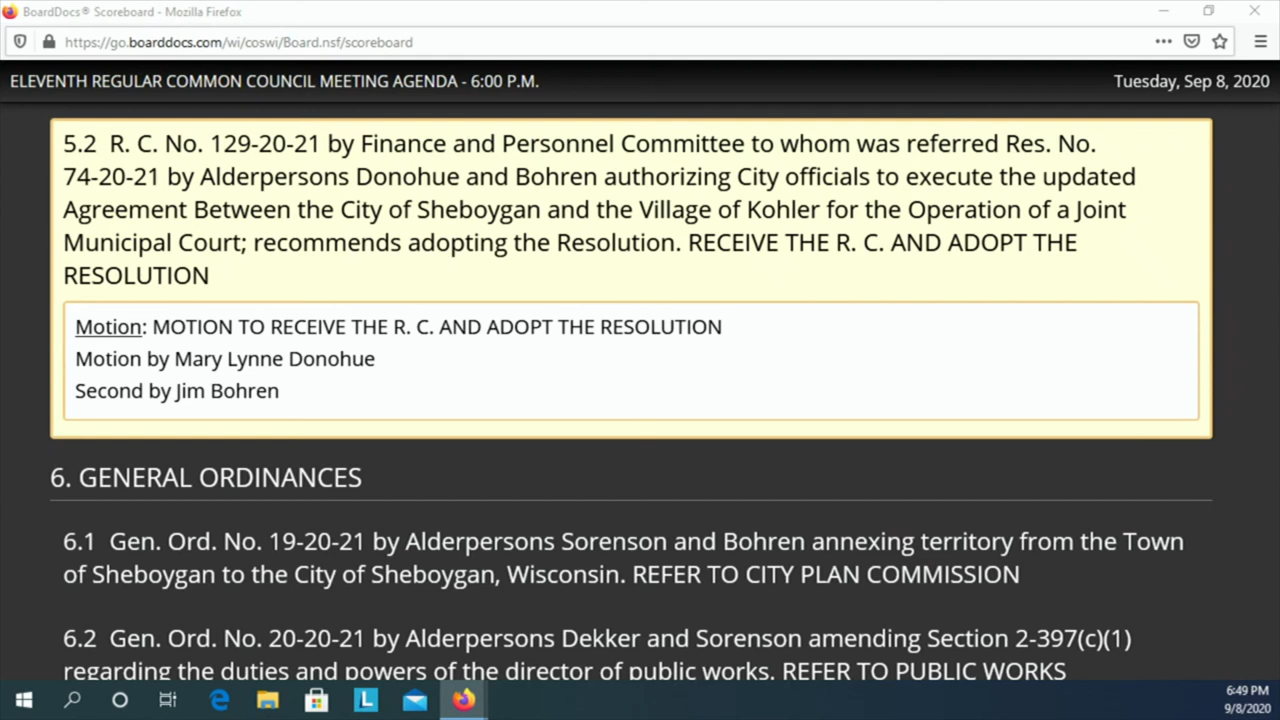 BoardDocs® Scoreboard - Mozilla Firefox
https://go.boarddocs.com/wi/coswi/Board.nsf/scoreboard
ELEVENTH REGULAR COMMON COUNCIL MEETING AGENDA - 6:00 P.M.
Tuesday, Sep 8, 2020
5.2 R. C. No. 129-20-21 by Finance and Personnel Committee to whom was referred Res. No.
74-20-21 by Alderpersons Donohue and Bohren authorizing City officials to execute the updated
Agreement Between the City of Sheboygan and the Village of Kohler for the Operation of a Joint
Municipal Court; recommends adopting the Resolution. RECEIVE THE R. C. AND ADOPT THE
RESOLUTION
Motion: MOTION TO RECEIVE THE R. C. AND ADOPT THE RESOLUTION
Motion by Mary Lynne Donohue
Second by Jim Bohren
6. GENERAL ORDINANCES
6.1 Gen. Ord. No. 19-20-21 by Alderpersons Sorenson and Bohren annexing territory from the Town
of Sheboygan to the City of Sheboygan, Wisconsin. REFER TO CITY PLAN COMMISSION
6.2 Gen. Ord. No. 20-20-21 by Alderpersons Dekker and Sorenson amending Section 2-397(c)(1)
regarding the duties and powers of the director of public works. REFER TO PUBLIC WORKS
L
6:49 PM
9/8/2020